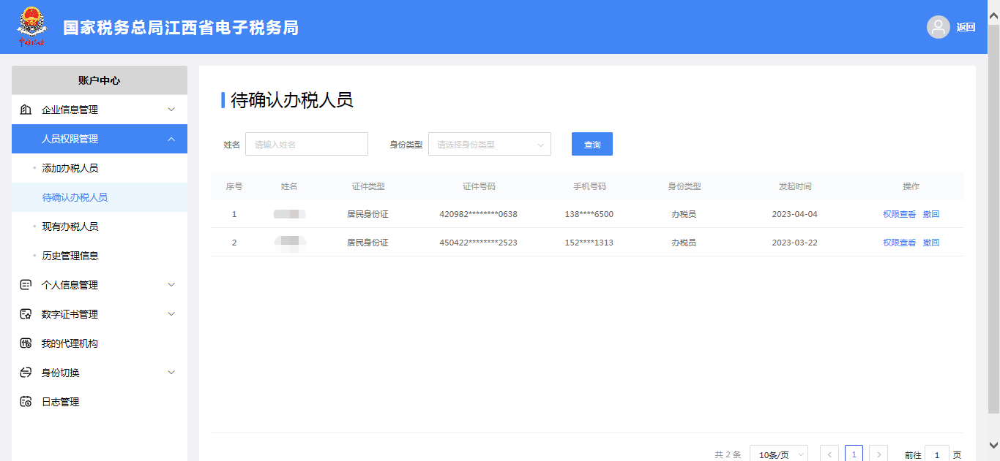 国家税务总局江西省电子税务局
返回
账户中心
企业信息管理
人员权限管理
添加办税人员
待确认办税人员
现有办税人员
历史管理信息
个人信息管理
数字证书管理
我的代理机构
身份切换
日志管理
待确认办税人员
姓名 请输入姓名 身份类型 请选择身份类型 查询
序号 姓名 证件类型 证件号码 手机号码 身份类型 发起时间 操作
1 居民身份证 420982********0638 138****6500 办税员 2023-04-04 权限查看 撤回
2 居民身份证 450422********2523 152****1313 办税员 2023-03-22 权限查看 撤回
共 2 条 10条/页 < 1 > 前往 1 页